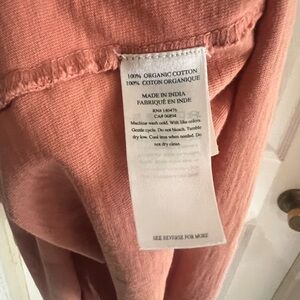 100% ORGANIC COTTON
100% COTON ORGANIQUE
MADE IN INDIA
FABRIQUÉ EN INDE
RN# 140476
CA# 06894
Machine wash cold. With like colors.
Gentle cycle. Do not bleach. Tumble
dry low. Cool iron when needed. Do
not dry clean.
SEE REVERSE FOR MORE